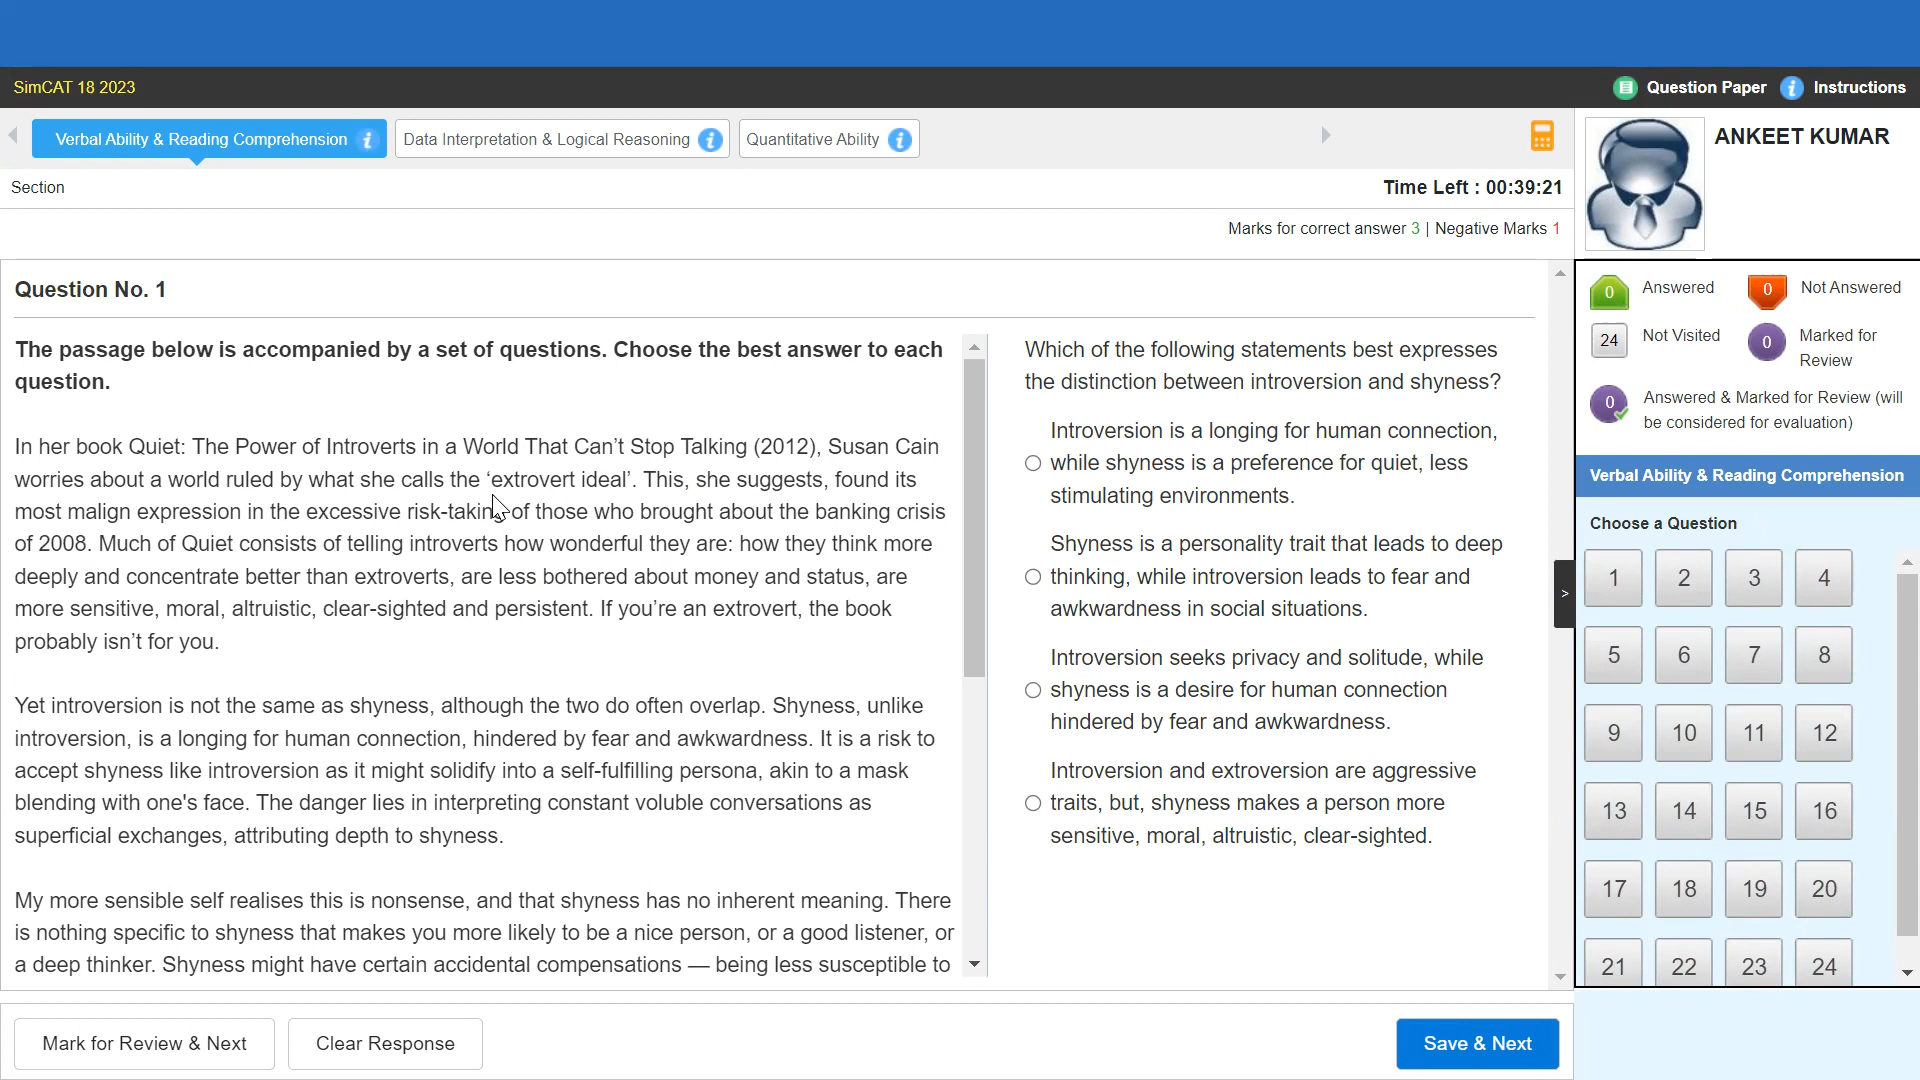 SimCAT 18 2023
Question Paper
Instructions
Verbal Ability & Reading Comprehension
Data Interpretation & Logical Reasoning
Quantitative Ability
ANKEET KUMAR
Section
Time Left : 00:39:21
Marks for correct answer 3 | Negative Marks 1
Question No. 1
The passage below is accompanied by a set of questions. Choose the best answer to each
question.
In her book Quiet: The Power of Introverts in a World That Can’t Stop Talking (2012), Susan Cain
worries about a world ruled by what she calls the ‘extrovert ideal’. This, she suggests, found its
most malign expression in the excessive risk-taking of those who brought about the banking crisis
of 2008. Much of Quiet consists of telling introverts how wonderful they are: how they think more
deeply and concentrate better than extroverts, are less bothered about money and status, are
more sensitive, moral, altruistic, clear-sighted and persistent. If you’re an extrovert, the book
probably isn’t for you.
Yet introversion is not the same as shyness, although the two do often overlap. Shyness, unlike
introversion, is a longing for human connection, hindered by fear and awkwardness. It is a risk to
accept shyness like introversion as it might solidify into a self-fulfilling persona, akin to a mask
blending with one's face. The danger lies in interpreting constant voluble conversations as
superficial exchanges, attributing depth to shyness.
My more sensible self realises this is nonsense, and that shyness has no inherent meaning. There
is nothing specific to shyness that makes you more likely to be a nice person, or a good listener, or
a deep thinker. Shyness might have certain accidental compensations — being less susceptible to
Which of the following statements best expresses
the distinction between introversion and shyness?
Introversion is a longing for human connection,
while shyness is a preference for quiet, less
stimulating environments.
Shyness is a personality trait that leads to deep
thinking, while introversion leads to fear and
awkwardness in social situations.
Introversion seeks privacy and solitude, while
shyness is a desire for human connection
hindered by fear and awkwardness.
Introversion and extroversion are aggressive
traits, but, shyness makes a person more
sensitive, moral, altruistic, clear-sighted.
0 Answered
0 Not Answered
24 Not Visited
0 Marked for
Review
0 Answered & Marked for Review (will
be considered for evaluation)
Verbal Ability & Reading Comprehension
Choose a Question
>
1 2 3 4
5 6 7 8
9 10 11 12
13 14 15 16
17 18 19 20
21 22 23 24
Mark for Review & Next
Clear Response
Save & Next